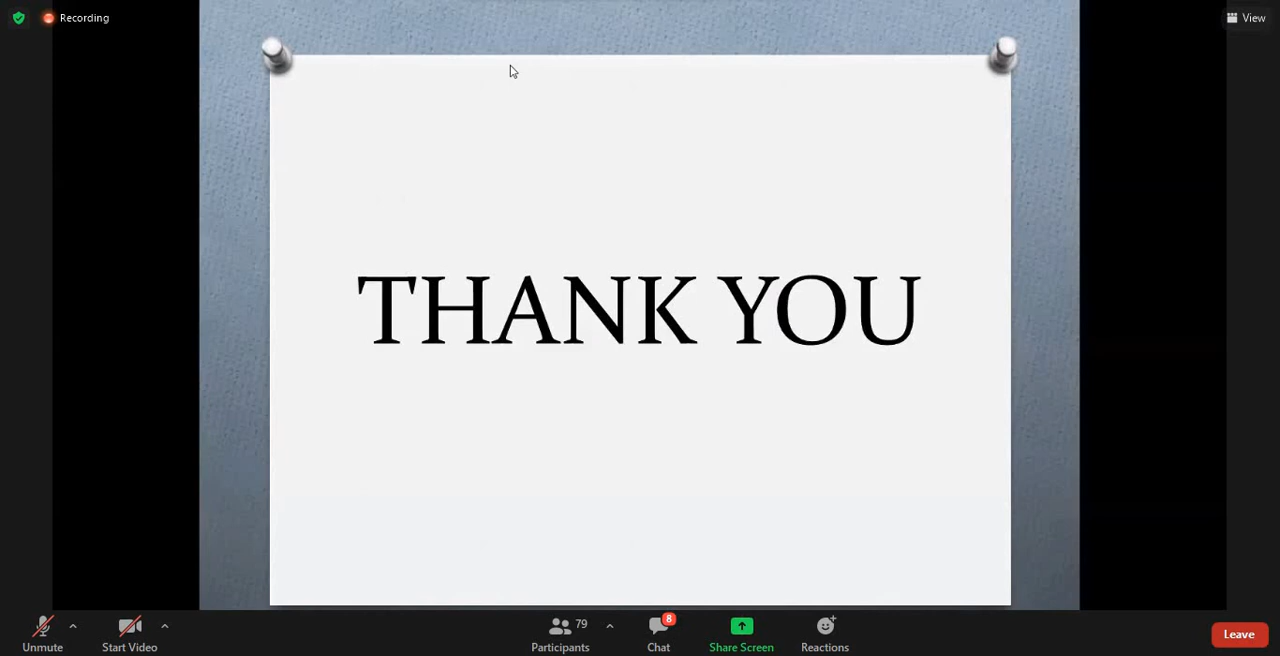 Recording
View
THANK YOU
79
8
Unmute
Start Video
Participants
Chat
Share Screen
Reactions
Leave